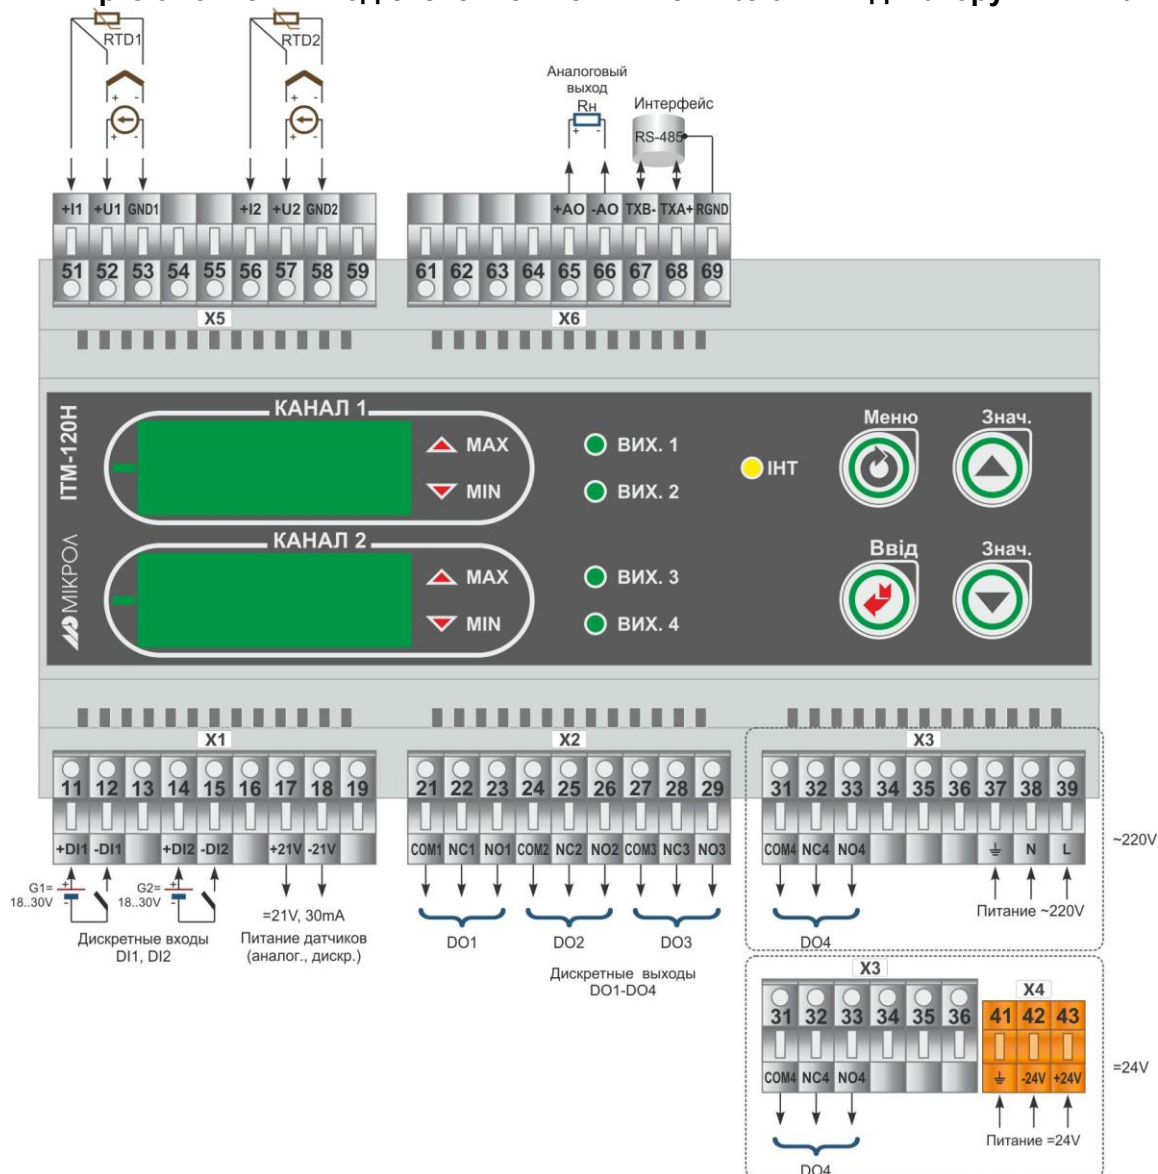 RTD1
RTD2
+ -
+ -
+ -
+ -
Аналоговый
выход
Rн
+ -
Интерфейс
RS-485
+I1 +U1 GND1 +I2 +U2 GND2
+AO -AO TXB- TXA+ RGND
51 52 53 54 55 56 57 58 59
61 62 63 64 65 66 67 68 69
X5
X6
ІТМ-120Н
МІКРОЛ
КАНАЛ 1
MAX
MIN
ВИХ. 1
ВИХ. 2
ІНТ
Меню
Знач.
КАНАЛ 2
MAX
MIN
ВИХ. 3
ВИХ. 4
Ввід
Знач.
X1
X2
X3
11 12 13 14 15 16 17 18 19
21 22 23 24 25 26 27 28 29
31 32 33 34 35 36 37 38 39
+DI1 -DI1 +DI2 -DI2 +21V -21V
COM1 NC1 NO1 COM2 NC2 NO2 COM3 NC3 NO3
COM4 NC4 NO4 N L
~220V
G1=
18..30V
+
-
G2=
18..30V
+
-
=21V, 30mA
Дискретные входы
DI1, DI2
Питание датчиков
(аналог., дискр.)
DO1
DO2
DO3
DO4
Питание ~220V
Дискретные выходы
DO1-DO4
X3
X4
31 32 33 34 35 36
41 42 43
COM4 NC4 NO4
-24V +24V
=24V
Питание =24V
DO4